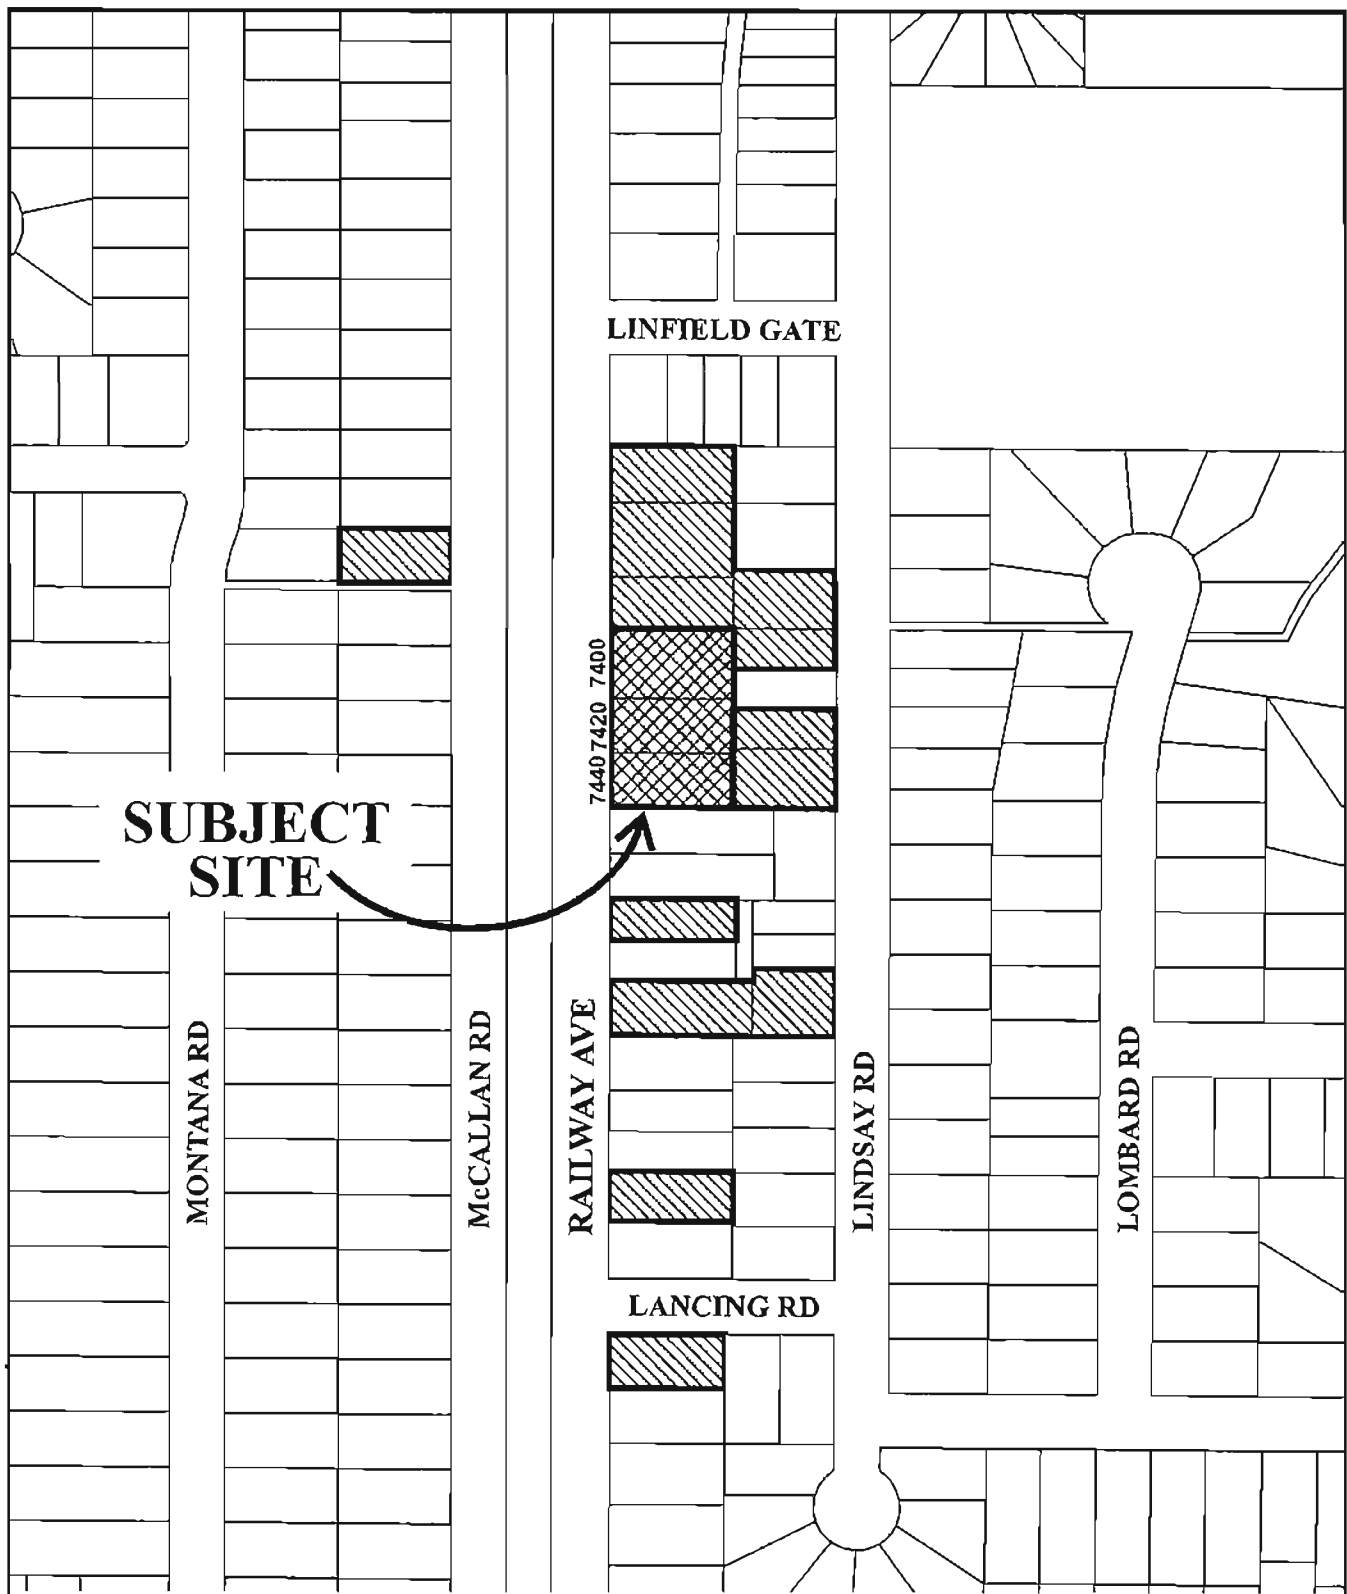 LINFIELD GATE
7400
7420
7440
SUBJECT
SITE
MONTANA RD
McCALLAN RD
RAILWAY AVE
LINDSAY RD
LOMBARD RD
LANCING RD